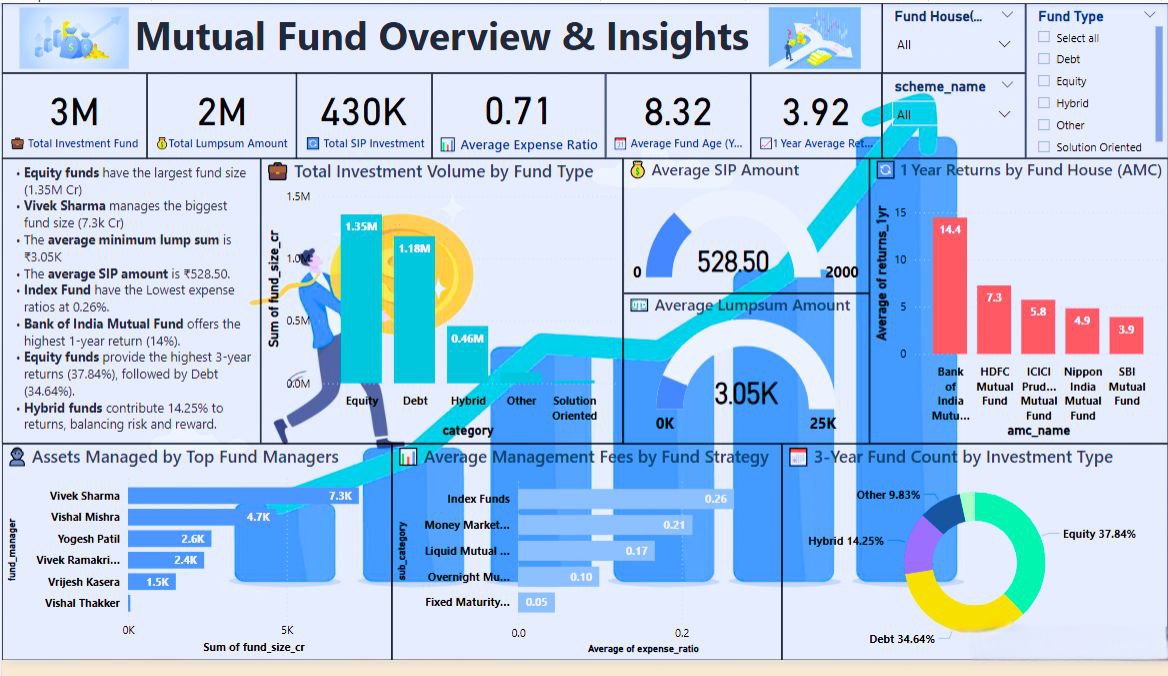 Mutual Fund Overview & Insights
Fund House(...
All
scheme_name
All
Fund Type
Select all
Debt
Equity
Hybrid
Other
Solution Oriented
3M
Total Investment Fund
2M
Total Lumpsum Amount
430K
Total SIP Investment
0.71
Average Expense Ratio
8.32
Average Fund Age (Y...
3.92
1 Year Average Ret...
• Equity funds have the largest fund size
(1.35M Cr)
• Vivek Sharma manages the biggest
fund size (7.3k Cr)
• The average minimum lump sum is
₹3.05K
• The average SIP amount is ₹528.50.
• Index Fund have the Lowest expense
ratios at 0.26%.
• Bank of India Mutual Fund offers the
highest 1-year return (14%).
• Equity funds provide the highest 3-year
returns (37.84%), followed by Debt
(34.64%).
• Hybrid funds contribute 14.25% to
returns, balancing risk and reward.
Total Investment Volume by Fund Type
Sum of fund_size_cr
1.5M
1.0M
0.5M
0.0M
1.35M
1.18M
0.46M
Equity
Debt
Hybrid
Other
Solution
Oriented
category
Average SIP Amount
528.50
0
2000
Average Lumpsum Amount
3.05K
0K
25K
1 Year Returns by Fund House (AMC)
Average of returns_1yr
15
10
5
0
14.4
7.3
5.8
4.9
3.9
Bank
of
India
Mutu...
HDFC
Mutual
Fund
ICICI
Prud...
Mutual
Fund
Nippon
India
Mutual
Fund
SBI
Mutual
Fund
amc_name
Assets Managed by Top Fund Managers
fund_manager
Vivek Sharma 7.3K
Vishal Mishra 4.7K
Yogesh Patil 2.6K
Vivek Ramakri... 2.4K
Vrijesh Kasera 1.5K
Vishal Thakker
0K 5K
Sum of fund_size_cr
Average Management Fees by Fund Strategy
sub_category
Index Funds 0.26
Money Market... 0.21
Liquid Mutual ... 0.17
Overnight Mu... 0.10
Fixed Maturity... 0.05
0.0 0.2
Average of expense_ratio
3-Year Fund Count by Investment Type
Other 9.83%
Hybrid 14.25%
Equity 37.84%
Debt 34.64%